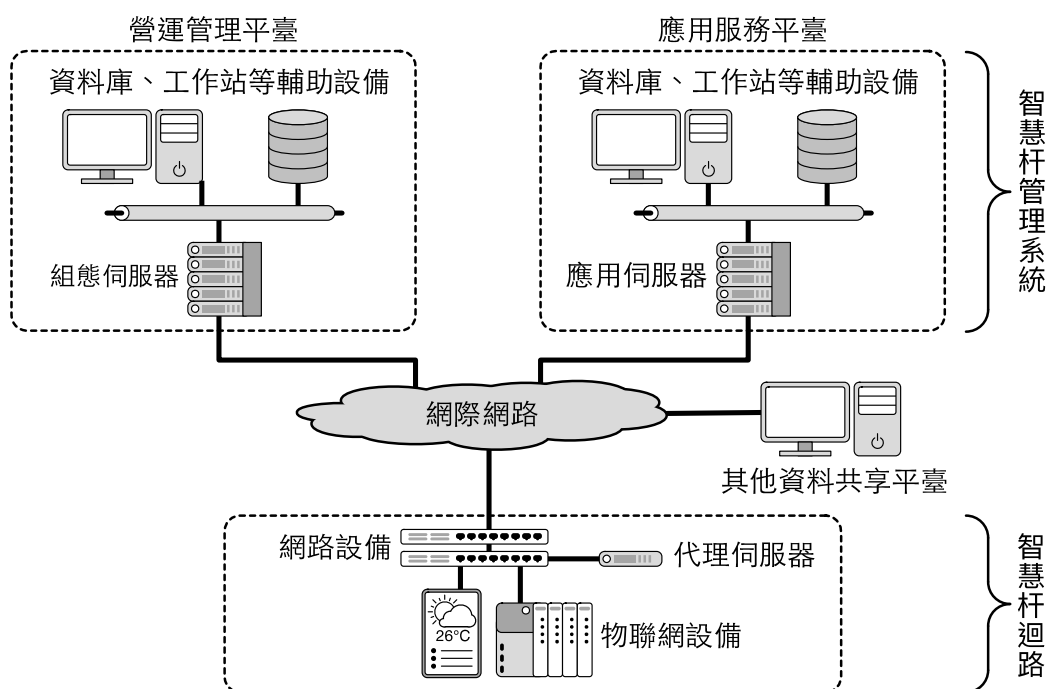 營運管理平臺
資料庫、工作站等輔助設備
組態伺服器
應用服務平臺
資料庫、工作站等輔助設備
應用伺服器
智慧杆管理系統
網際網路
其他資料共享平臺
網路設備
代理伺服器
26°C
物聯網設備
智慧杆迴路